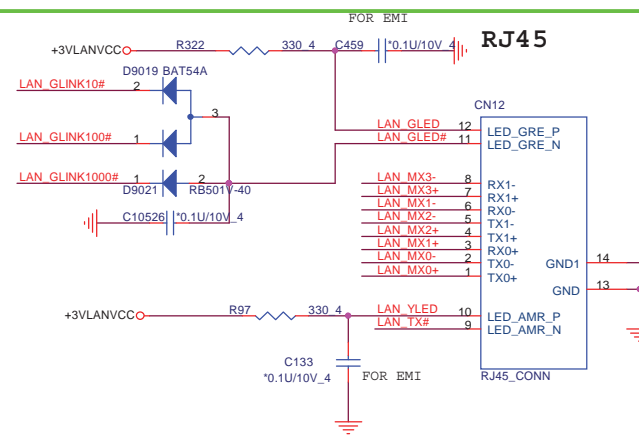 FOR EMI
RJ45
+3VLANVCC R322 330_4 C459 *0.1U/10V_4
D9019 BAT54A
LAN_GLINK10# 2
3
CN12
LAN_GLINK100# 1
LAN_GLED 12 LED_GRE_P
LAN_GLED# 11 LED_GRE_N
LAN_GLINK1000# 1 2
D9021 RB501V-40
LAN_MX3- 8 RX1-
LAN_MX3+ 7 RX1+
LAN_MX1- 6 RX0-
LAN_MX2- 5 TX1-
LAN_MX2+ 4 TX1+
LAN_MX1+ 3 RX0+
LAN_MX0- 2 TX0-
LAN_MX0+ 1 TX0+
C10526 *0.1U/10V_4
GND1 14
GND 13
+3VLANVCC R97 330_4
LAN_YLED 10 LED_AMR_P
LAN_TX# 9 LED_AMR_N
C133
*0.1U/10V_4 FOR EMI
RJ45_CONN